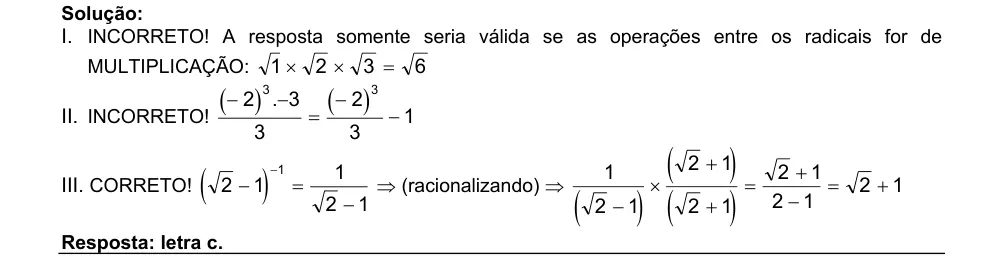 Solução:
I. INCORRETO! A resposta somente seria válida se as operações entre os radicais for de
MULTIPLICAÇÃO: √1 × √2 × √3 = √6
II. INCORRETO! (– 2)³.–3 / 3 = (– 2)³ / 3 – 1
III. CORRETO! (√2 – 1)⁻¹ = 1 / (√2 – 1) ⇒ (racionalizando) ⇒ 1 / (√2 – 1) × (√2 + 1) / (√2 + 1) = (√2 + 1) / (2 – 1) = √2 + 1
Resposta: letra c.